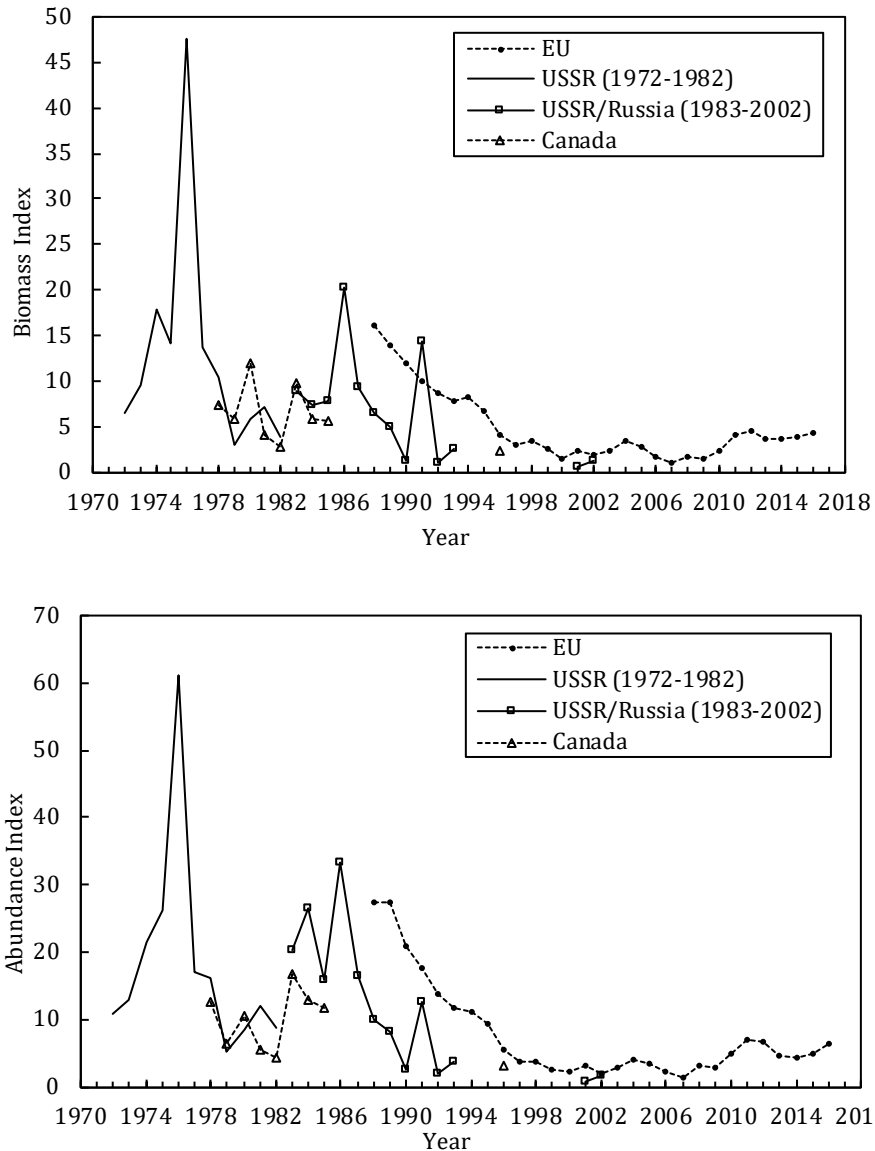 50
45
40
35
30
25
20
15
10
5
0
Biomass Index
EU
USSR (1972-1982)
USSR/Russia (1983-2002)
Canada
1970 1974 1978 1982 1986 1990 1994 1998 2002 2006 2010 2014 2018
Year
70
60
50
40
30
20
10
0
Abundance Index
EU
USSR (1972-1982)
USSR/Russia (1983-2002)
Canada
1970 1974 1978 1982 1986 1990 1994 1998 2002 2006 2010 2014 201
Year